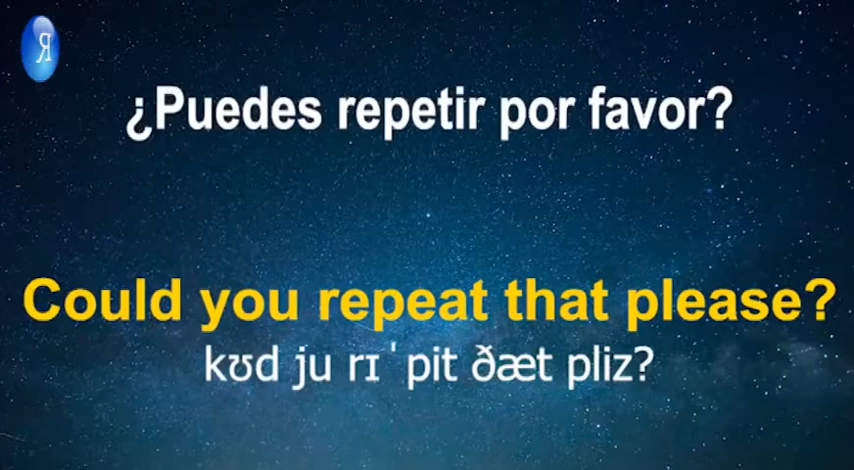 ¿Puedes repetir por favor?
Could you repeat that please?
kʊd ju rɪˈpit ðæt pliz?